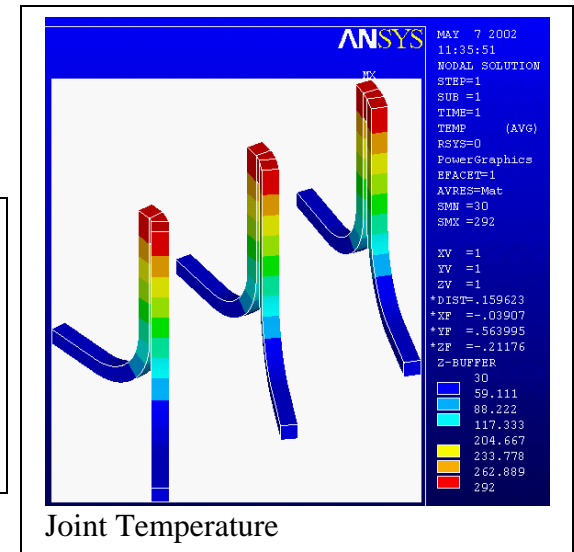 ANSYS
MAY 7 2002
11:35:51
NODAL SOLUTION
STEP=1
SUB =1
TIME=1
TEMP (AVG)
RSYS=0
PowerGraphics
EFACET=1
AVRES=Mat
SMN =30
SMX =292
XV =1
YV =1
ZV =1
*DIST=.159623
*XF =-.03907
*YF =.563995
*ZF =-.21176
Z-BUFFER
30
59.111
88.222
117.333
204.667
233.778
262.889
292
MX
Joint Temperature